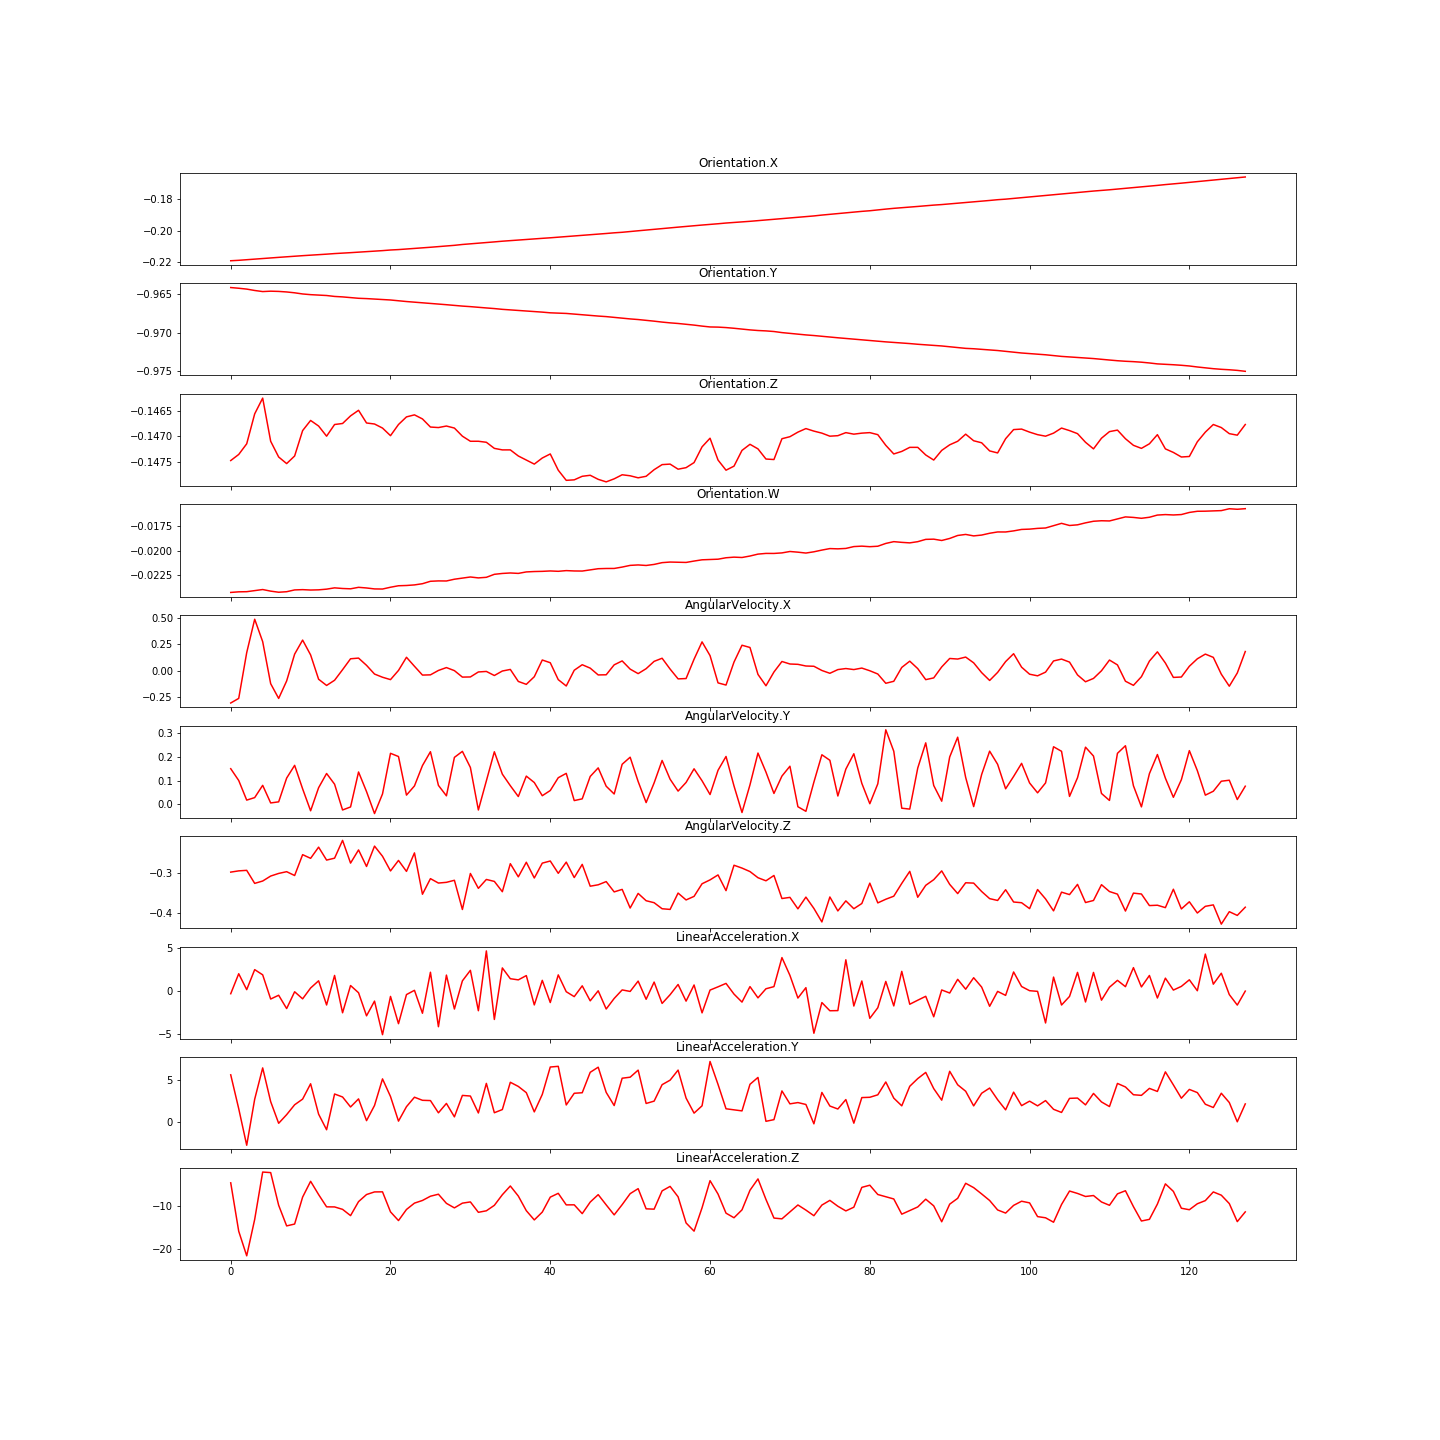 Orientation.X
−0.18
−0.20
−0.22
Orientation.Y
−0.965
−0.970
−0.975
Orientation.Z
−0.1465
−0.1470
−0.1475
Orientation.W
−0.0175
−0.0200
−0.0225
AngularVelocity.X
0.50
0.25
0.00
−0.25
AngularVelocity.Y
0.3
0.2
0.1
0.0
AngularVelocity.Z
−0.3
−0.4
LinearAcceleration.X
5
0
−5
LinearAcceleration.Y
5
0
LinearAcceleration.Z
−10
−20
0 20 40 60 80 100 120